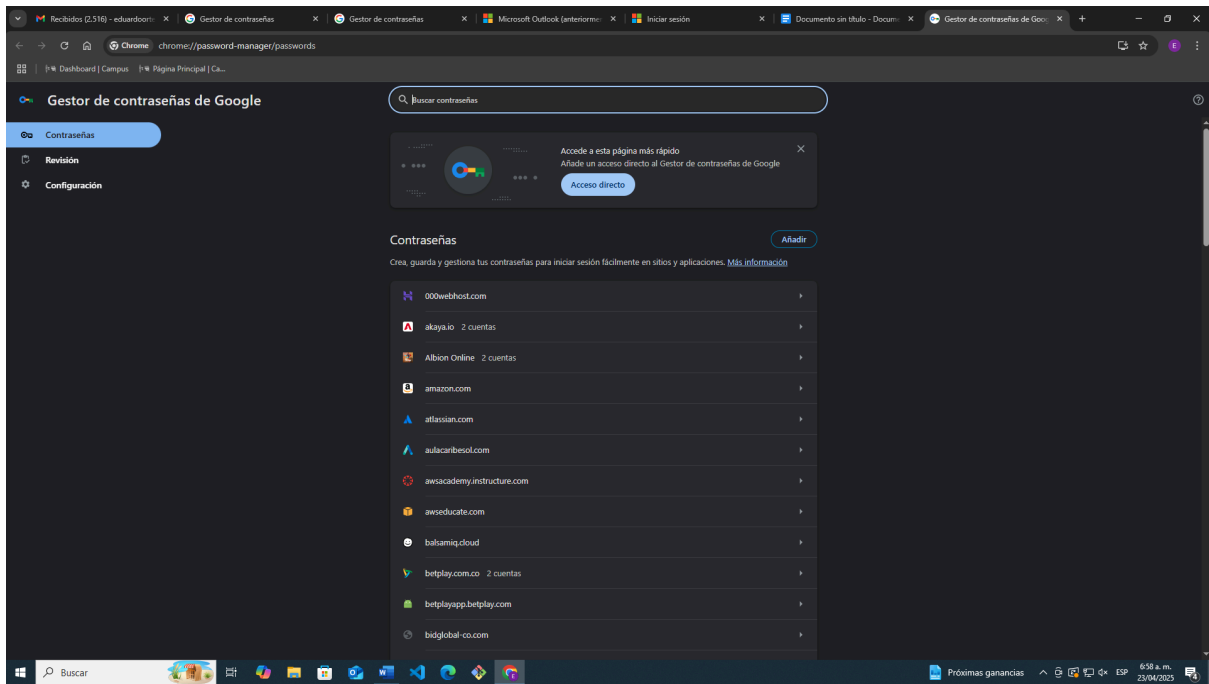 Recibidos (2.516) - eduardoort
Gestor de contraseñas
Gestor de contraseñas
Microsoft Outlook (anteriormen
Iniciar sesión
Documento sin título - Docume
Gestor de contraseñas de Goog
Chrome chrome://password-manager/passwords
E
Dashboard | Campus
Página Principal | Ca...
Gestor de contraseñas de Google
Buscar contraseñas
Contraseñas
Revisión
Configuración
Accede a esta página más rápido
Añade un acceso directo al Gestor de contraseñas de Google
Acceso directo
Contraseñas
Añadir
Crea, guarda y gestiona tus contraseñas para iniciar sesión fácilmente en sitios y aplicaciones. Más información
000webhost.com
akaya.io 2 cuentas
Albion Online 2 cuentas
amazon.com
atlassian.com
aulacaribesol.com
awsacademy.instructure.com
awseducate.com
balsamiq.cloud
betplay.com.co 2 cuentas
betplayapp.betplay.com
bidglobal-co.com
Buscar
Próximas ganancias
ESP
6:58 a. m.
23/04/2025